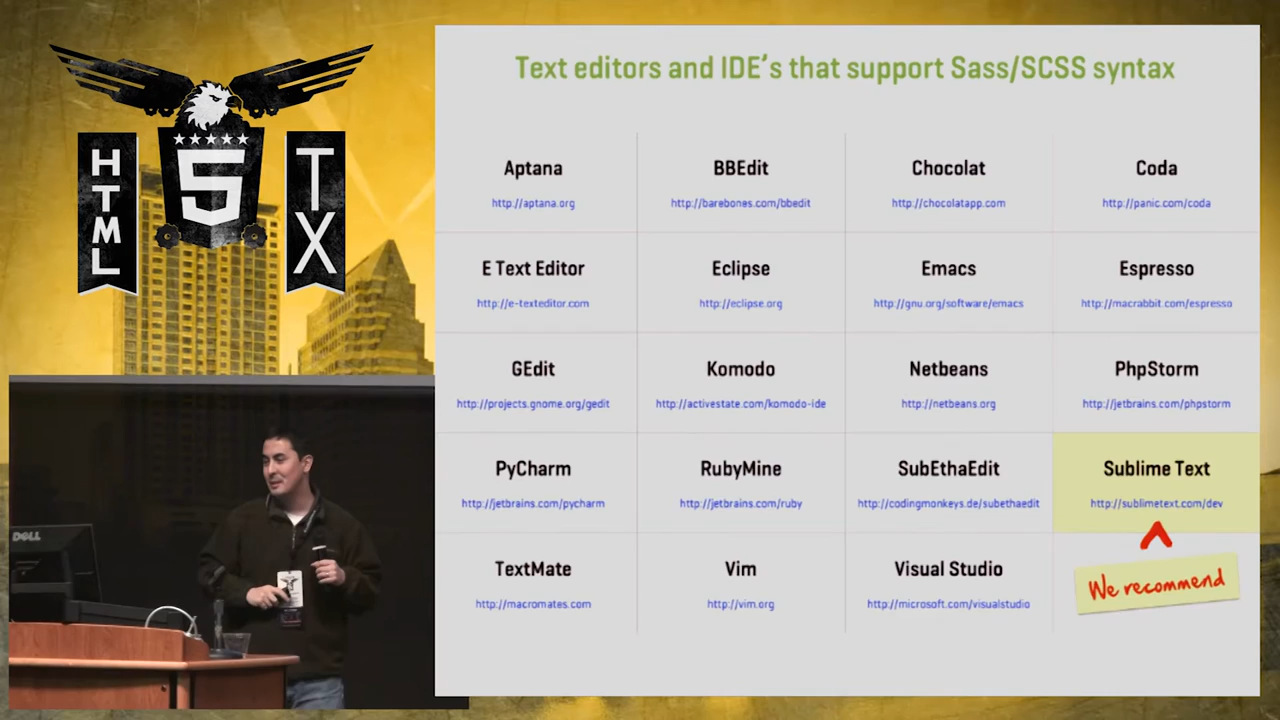 HTML
5
TX
Text editors and IDE's that support Sass/SCSS syntax
Aptana
http://aptana.org
BBEdit
http://barebones.com/bbedit
Chocolat
http://chocolatapp.com
Coda
http://panic.com/coda
E Text Editor
http://e-texteditor.com
Eclipse
http://eclipse.org
Emacs
http://gnu.org/software/emacs
Espresso
http://macrabbit.com/espresso
GEdit
http://projects.gnome.org/gedit
Komodo
http://activestate.com/komodo-ide
Netbeans
http://netbeans.org
PhpStorm
http://jetbrains.com/phpstorm
PyCharm
http://jetbrains.com/pycharm
RubyMine
http://jetbrains.com/ruby
SubEthaEdit
http://codingmonkeys.de/subethaedit
Sublime Text
http://sublimetext.com/dev
TextMate
http://macromates.com
Vim
http://vim.org
Visual Studio
http://microsoft.com/visualstudio
We recommend
DELL